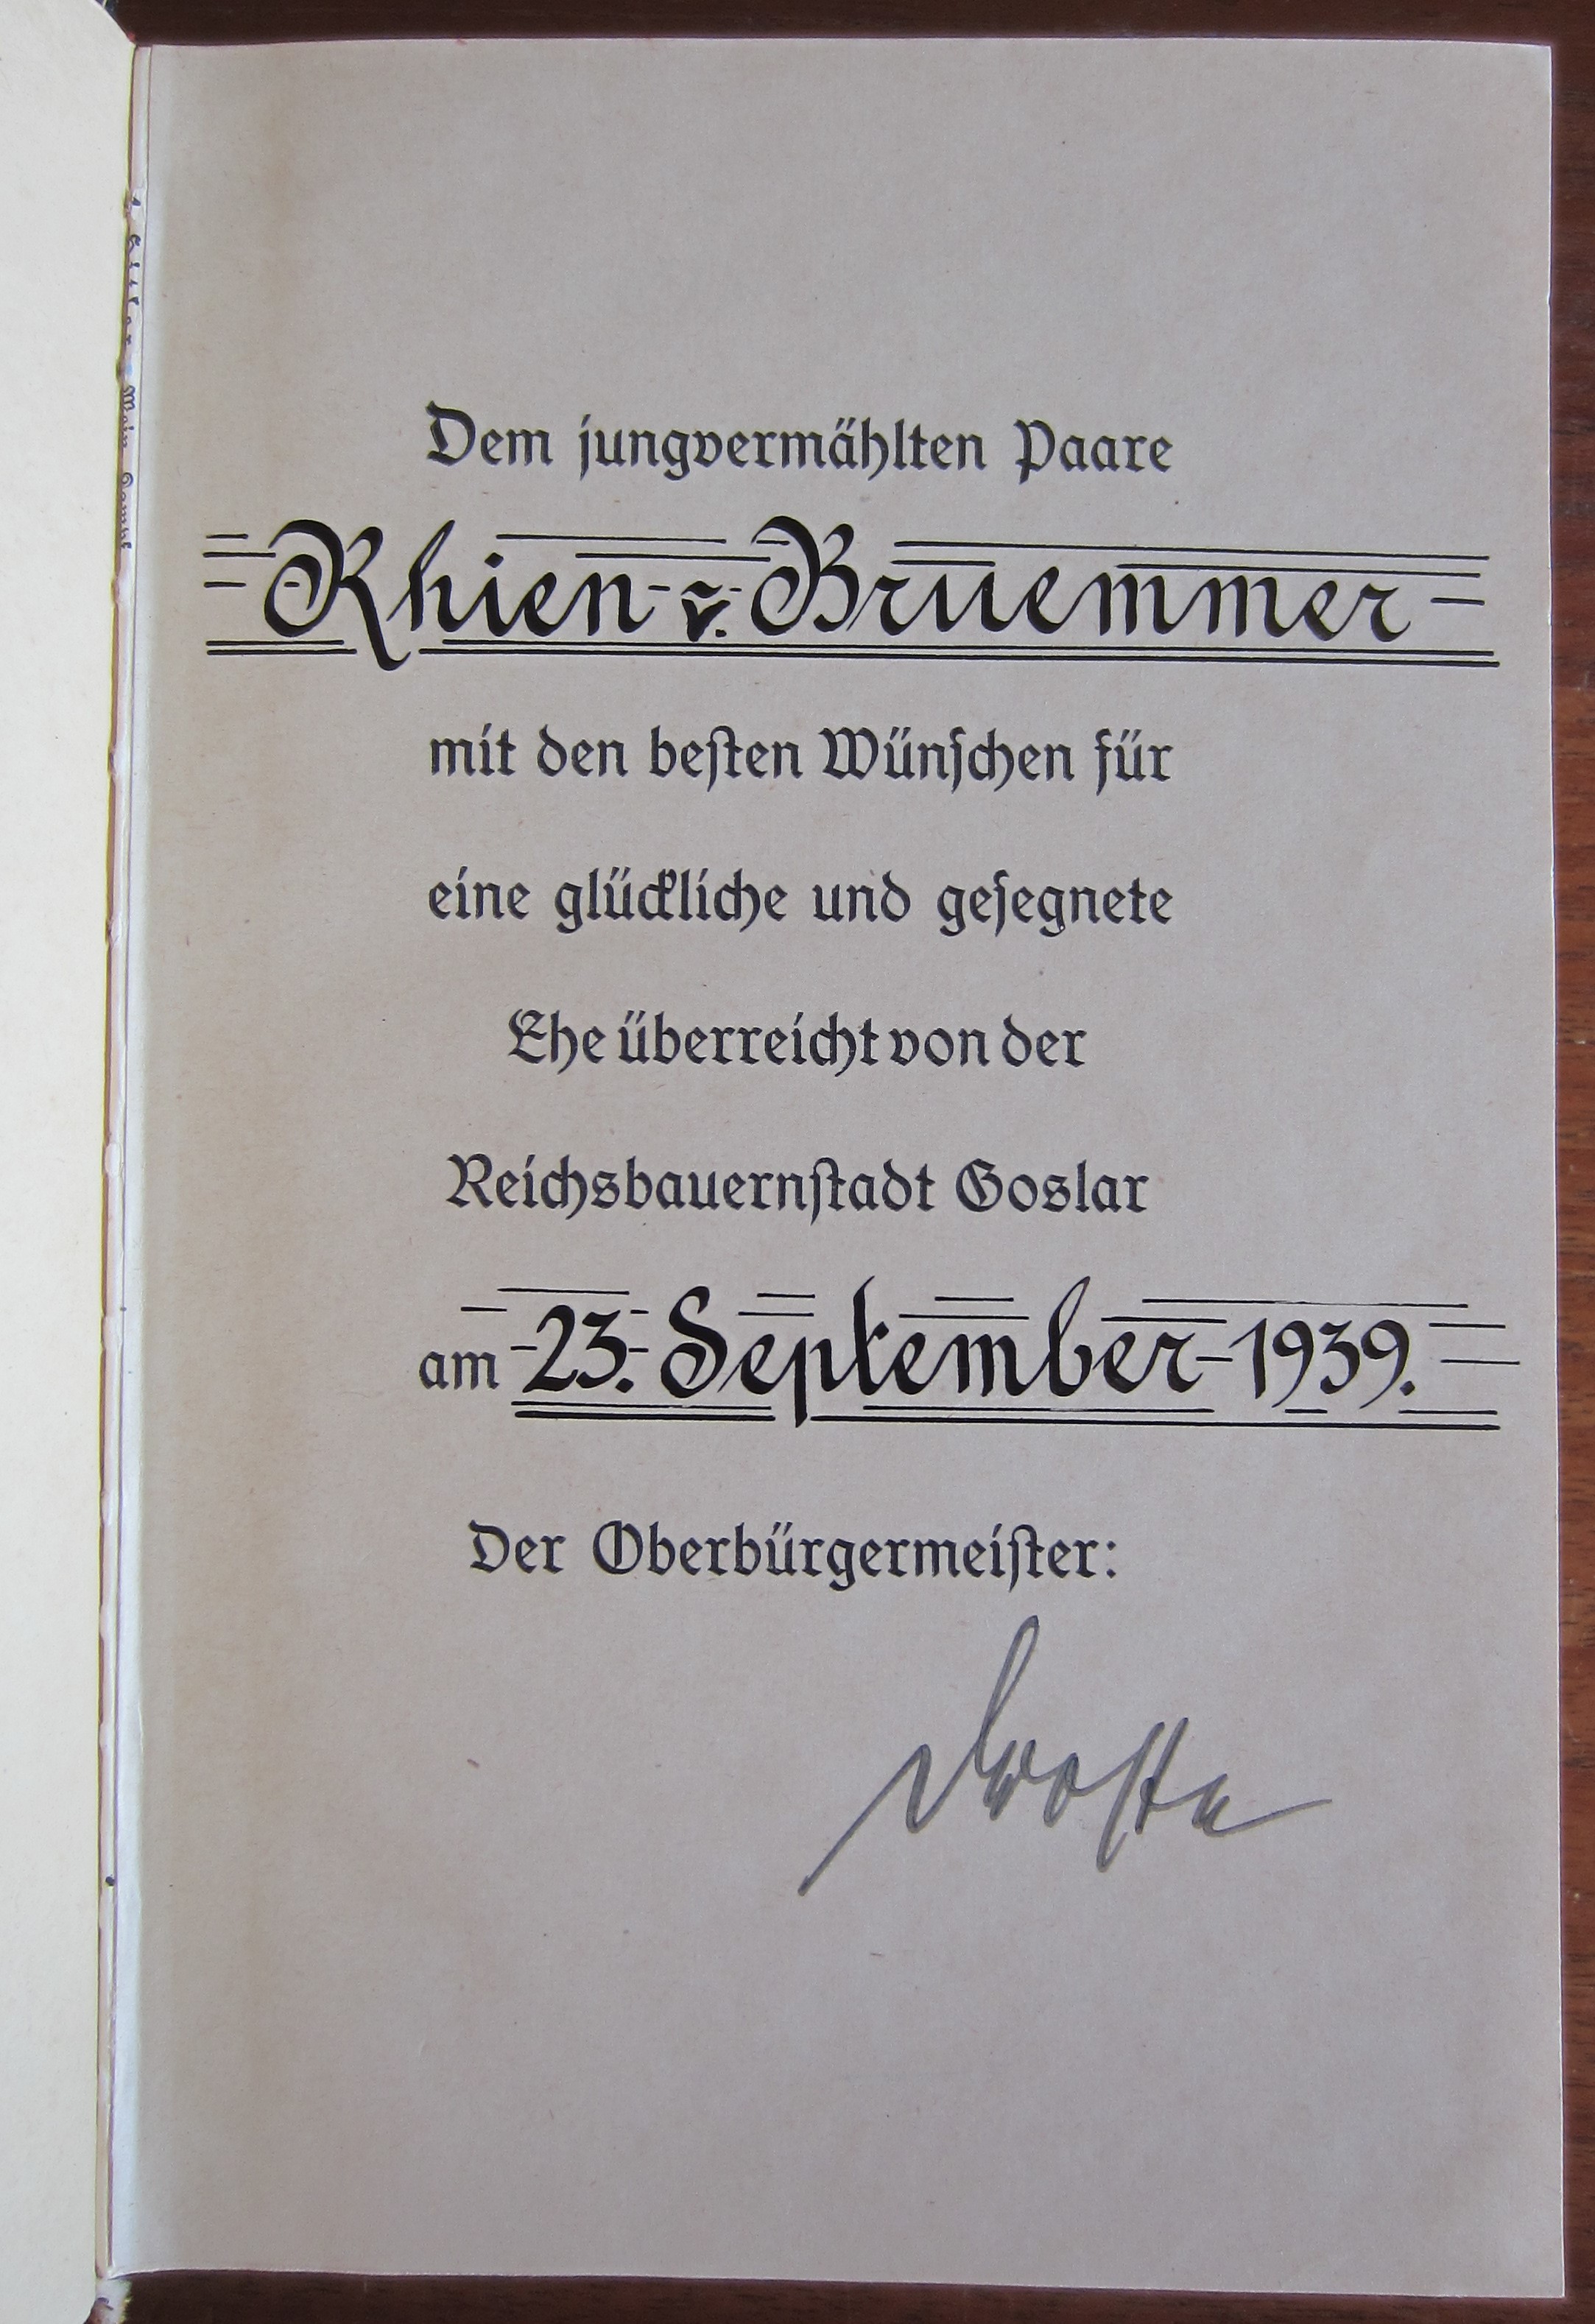 Dem jungvermählten Paare
Rhien - v. Bruemmer
mit den besten Wünschen für
eine glückliche und gesegnete
Ehe überreicht von der
Reichsbauernstadt Goslar
am 23. September 1939.
Der Oberbürgermeister:
Droste